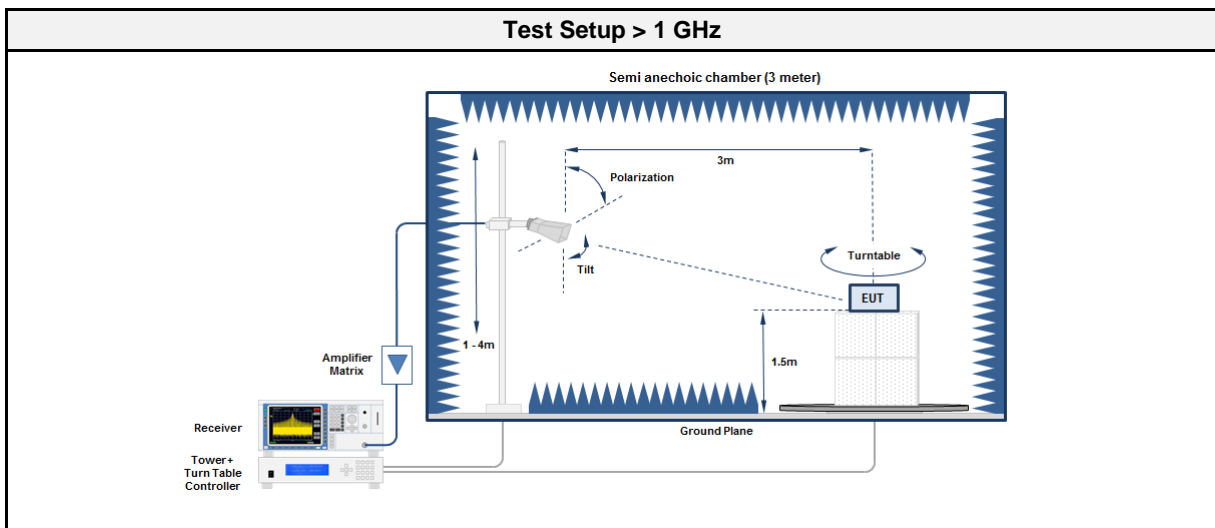 Test Setup > 1 GHz
Semi anechoic chamber (3 meter)
3m
Polarization
Tilt
Turntable
EUT
1 - 4m
1.5m
Amplifier
Matrix
Receiver
Ground Plane
Tower+
Turn Table
Controller